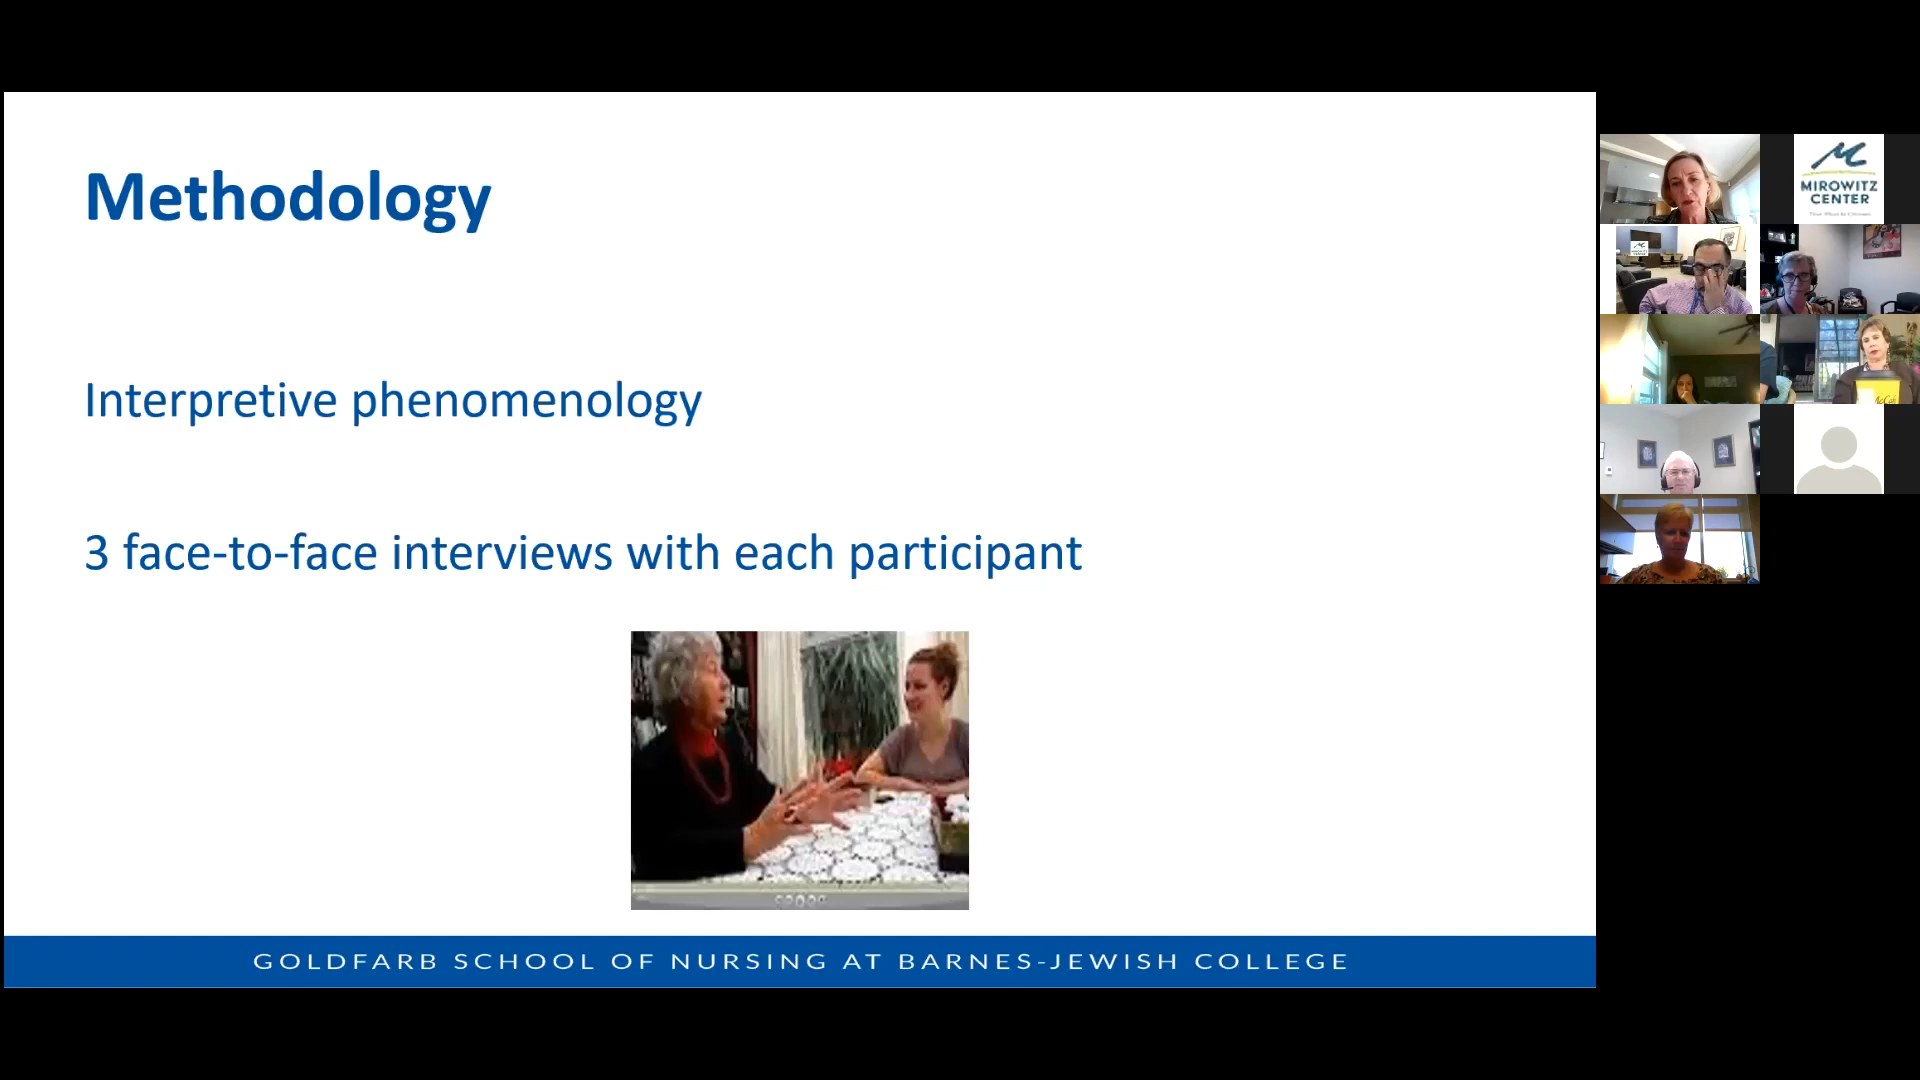 Methodology
Interpretive phenomenology
3 face-to-face interviews with each participant
GOLDFARB SCHOOL OF NURSING AT BARNES-JEWISH COLLEGE
MIROWITZ
CENTER
McCafé